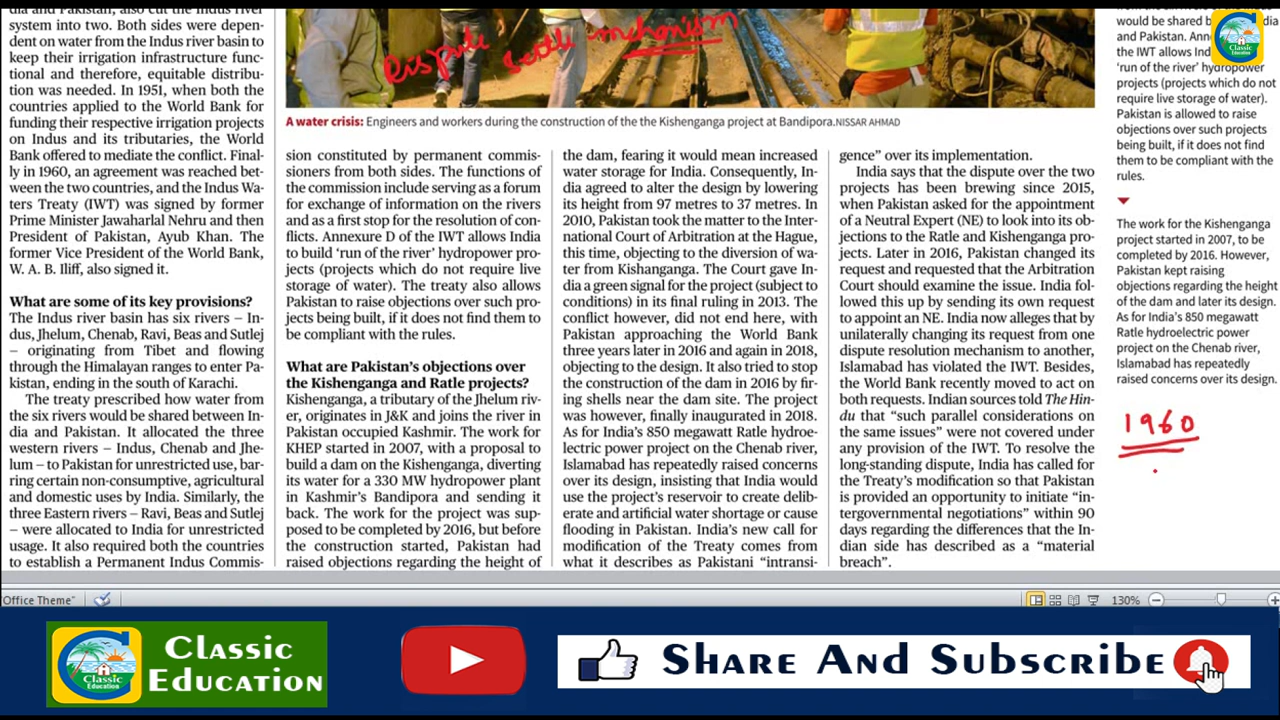 dia and Pakistan, also cut the Indus river
system into two. Both sides were depen-
dent on water from the Indus river basin to
keep their irrigation infrastructure func-
tional and therefore, equitable distribu-
tion was needed. In 1951, when both the
countries applied to the World Bank for
funding their respective irrigation projects
on Indus and its tributaries, the World
Bank offered to mediate the conflict. Final-
ly in 1960, an agreement was reached bet-
ween the two countries, and the Indus Wa-
ters Treaty (IWT) was signed by former
Prime Minister Jawaharlal Nehru and then
President of Pakistan, Ayub Khan. The
former Vice President of the World Bank,
W. A. B. Iliff, also signed it.
What are some of its key provisions?
The Indus river basin has six rivers – In-
dus, Jhelum, Chenab, Ravi, Beas and Sutlej
– originating from Tibet and flowing
through the Himalayan ranges to enter Pa-
kistan, ending in the south of Karachi.
The treaty prescribed how water from
the six rivers would be shared between In-
dia and Pakistan. It allocated the three
western rivers – Indus, Chenab and Jhe-
lum – to Pakistan for unrestricted use, bar-
ring certain non-consumptive, agricultural
and domestic uses by India. Similarly, the
three Eastern rivers – Ravi, Beas and Sutlej
– were allocated to India for unrestricted
usage. It also required both the countries
to establish a Permanent Indus Commis-
Dispute settle mechanism
A water crisis: Engineers and workers during the construction of the the Kishenganga project at Bandipora. NISSAR AHMAD
sion constituted by permanent commis-
sioners from both sides. The functions of
the commission include serving as a forum
for exchange of information on the rivers
and as a first stop for the resolution of con-
flicts. Annexure D of the IWT allows India
to build ‘run of the river’ hydropower pro-
jects (projects which do not require live
storage of water). The treaty also allows
Pakistan to raise objections over such pro-
jects being built, if it does not find them to
be compliant with the rules.
What are Pakistan's objections over
the Kishenganga and Ratle projects?
Kishenganga, a tributary of the Jhelum riv-
er, originates in J&K and joins the river in
Pakistan occupied Kashmir. The work for
KHEP started in 2007, with a proposal to
build a dam on the Kishenganga, diverting
its water for a 330 MW hydropower plant
in Kashmir's Bandipora and sending it
back. The work for the project was sup-
posed to be completed by 2016, but before
the construction started, Pakistan had
raised objections regarding the height of
the dam, fearing it would mean increased
water storage for India. Consequently, In-
dia agreed to alter the design by lowering
its height from 97 metres to 37 metres. In
2010, Pakistan took the matter to the Inter-
national Court of Arbitration at the Hague,
this time, objecting to the diversion of wa-
ter from Kishanganga. The Court gave In-
dia a green signal for the project (subject to
conditions) in its final ruling in 2013. The
conflict however, did not end here, with
Pakistan approaching the World Bank
three years later in 2016 and again in 2018,
objecting to the design. It also tried to stop
the construction of the dam in 2016 by fir-
ing shells near the dam site. The project
was however, finally inaugurated in 2018.
As for India's 850 megawatt Ratle hydroe-
lectric power project on the Chenab river,
Islamabad has repeatedly raised concerns
over its design, insisting that India would
use the project's reservoir to create delib-
erate and artificial water shortage or cause
flooding in Pakistan. India's new call for
modification of the Treaty comes from
what it describes as Pakistani “intransi-
gence” over its implementation.
India says that the dispute over the two
projects has been brewing since 2015,
when Pakistan asked for the appointment
of a Neutral Expert (NE) to look into its ob-
jections to the Ratle and Kishenganga pro-
jects. Later in 2016, Pakistan changed its
request and requested that the Arbitration
Court should examine the issue. India fol-
lowed this up by sending its own request
to appoint an NE. India now alleges that by
unilaterally changing its request from one
dispute resolution mechanism to another,
Islamabad has violated the IWT. Besides,
the World Bank recently moved to act on
both requests. Indian sources told The Hin-
du that “such parallel considerations on
the same issues” were not covered under
any provision of the IWT. To resolve the
long-standing dispute, India has called for
the Treaty's modification so that Pakistan
is provided an opportunity to initiate “in-
tergovernmental negotiations” within 90
days regarding the differences that the In-
dian side has described as a “material
breach”.
would be shared b
and Pakistan.
the IWT allows
‘run of the river’ hydropower
projects (projects which do not
require live storage of water).
Pakistan is allowed to raise
objections over such projects
being built, if it does not find
them to be compliant with the
rules.
The work for the Kishenganga
project started in 2007, to be
completed by 2016. However,
Pakistan kept raising
objections regarding the height
of the dam and later its design.
As for India's 850 megawatt
Ratle hydroelectric power
project on the Chenab river,
Islamabad has repeatedly
raised concerns over its design.
1960
Classic
Education
"Office Theme"
130%
Classic
Education
Share And Subscribe
Classic
Education